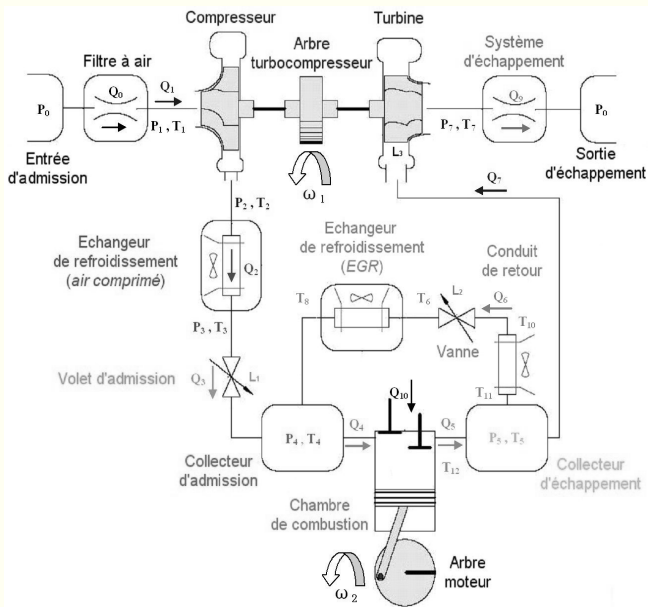 Compresseur
Turbine
Filtre à air
Arbre
turbocompresseur
Système
d'échappement
P₀
Q₀
Q₁
P₁ , T₁
Entrée
d'admission
ω₁
L₃
P₇ , T₇
Q₉
P₀
Sortie
d'échappement
Q₇
P₂ , T₂
Echangeur
de refroidissement
(air comprimé)
Q₂
P₃ , T₃
Echangeur
de refroidissement
(EGR)
T₈
T₆
L₂
Q₆
Vanne
Conduit
de retour
T₁₀
T₁₁
Volet d'admission
Q₃
L₁
P₄ , T₄
Q₄
Q₁₀
Q₅
T₁₂
P₅ , T₅
Collecteur
d'admission
Collecteur
d'échappement
Chambre
de combustion
ω₂
Arbre
moteur